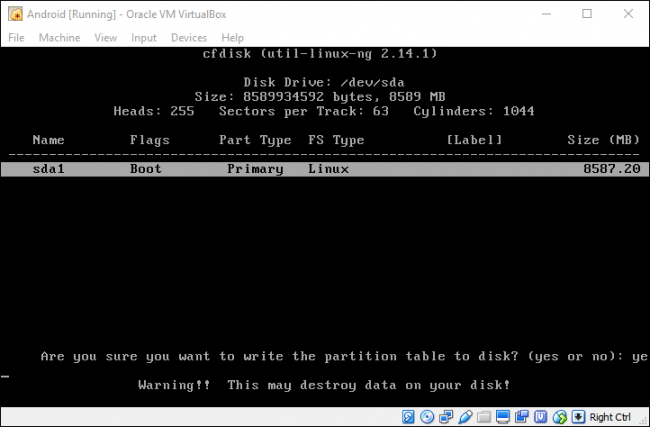 Android [Running] - Oracle VM VirtualBox
File Machine View Input Devices Help
cfdisk (util-linux-ng 2.14.1)
Disk Drive: /dev/sda
Size: 8589934592 bytes, 8589 MB
Heads: 255 Sectors per Track: 63 Cylinders: 1044
Name Flags Part Type FS Type [Label] Size (MB)
sda1 Boot Primary Linux 8587.20
Are you sure you want to write the partition table to disk? (yes or no): ye
Warning!! This may destroy data on your disk!
Right Ctrl